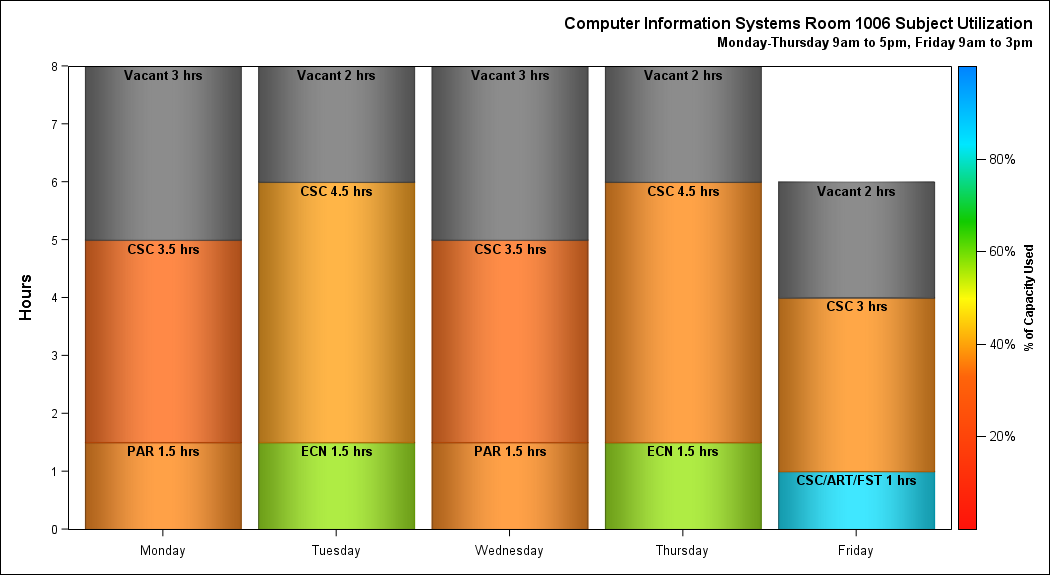 Computer Information Systems Room 1006 Subject Utilization
Monday-Thursday 9am to 5pm, Friday 9am to 3pm
8
7
6
5
4
3
2
1
0
Hours
Vacant 3 hrs
CSC 3.5 hrs
PAR 1.5 hrs
Vacant 2 hrs
CSC 4.5 hrs
ECN 1.5 hrs
Vacant 3 hrs
CSC 3.5 hrs
PAR 1.5 hrs
Vacant 2 hrs
CSC 4.5 hrs
ECN 1.5 hrs
Vacant 2 hrs
CSC 3 hrs
CSC/ART/FST 1 hrs
Monday
Tuesday
Wednesday
Thursday
Friday
80%
60%
40%
20%
% of Capacity Used